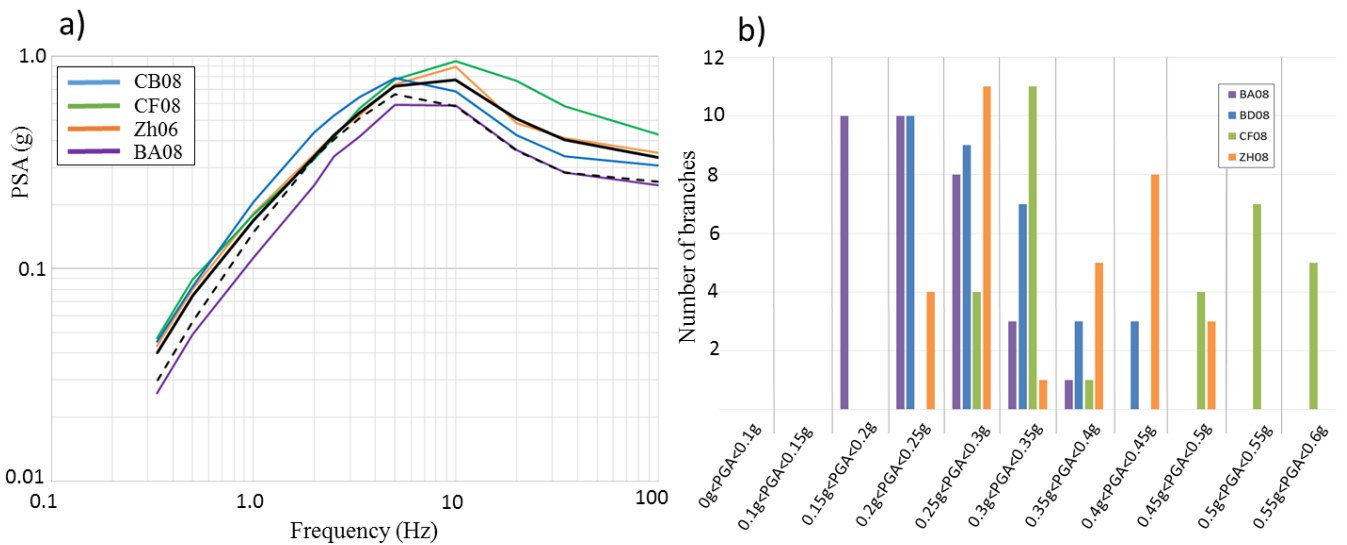 a)
1.0
0.1
0.01
PSA (g)
CB08
CF08
Zh06
BA08
0.1
1.0
10
100
Frequency (Hz)
b)
12
10
8
6
4
2
Number of branches
BA08
BD08
CF08
ZH08
0g<PGA<0.1g
0.1g<PGA<0.15g
0.15g<PGA<0.2g
0.2g<PGA<0.25g
0.25g<PGA<0.3g
0.3g<PGA<0.35g
0.35g<PGA<0.4g
0.4g<PGA<0.45g
0.45g<PGA<0.5g
0.5g<PGA<0.55g
0.55g<PGA<0.6g